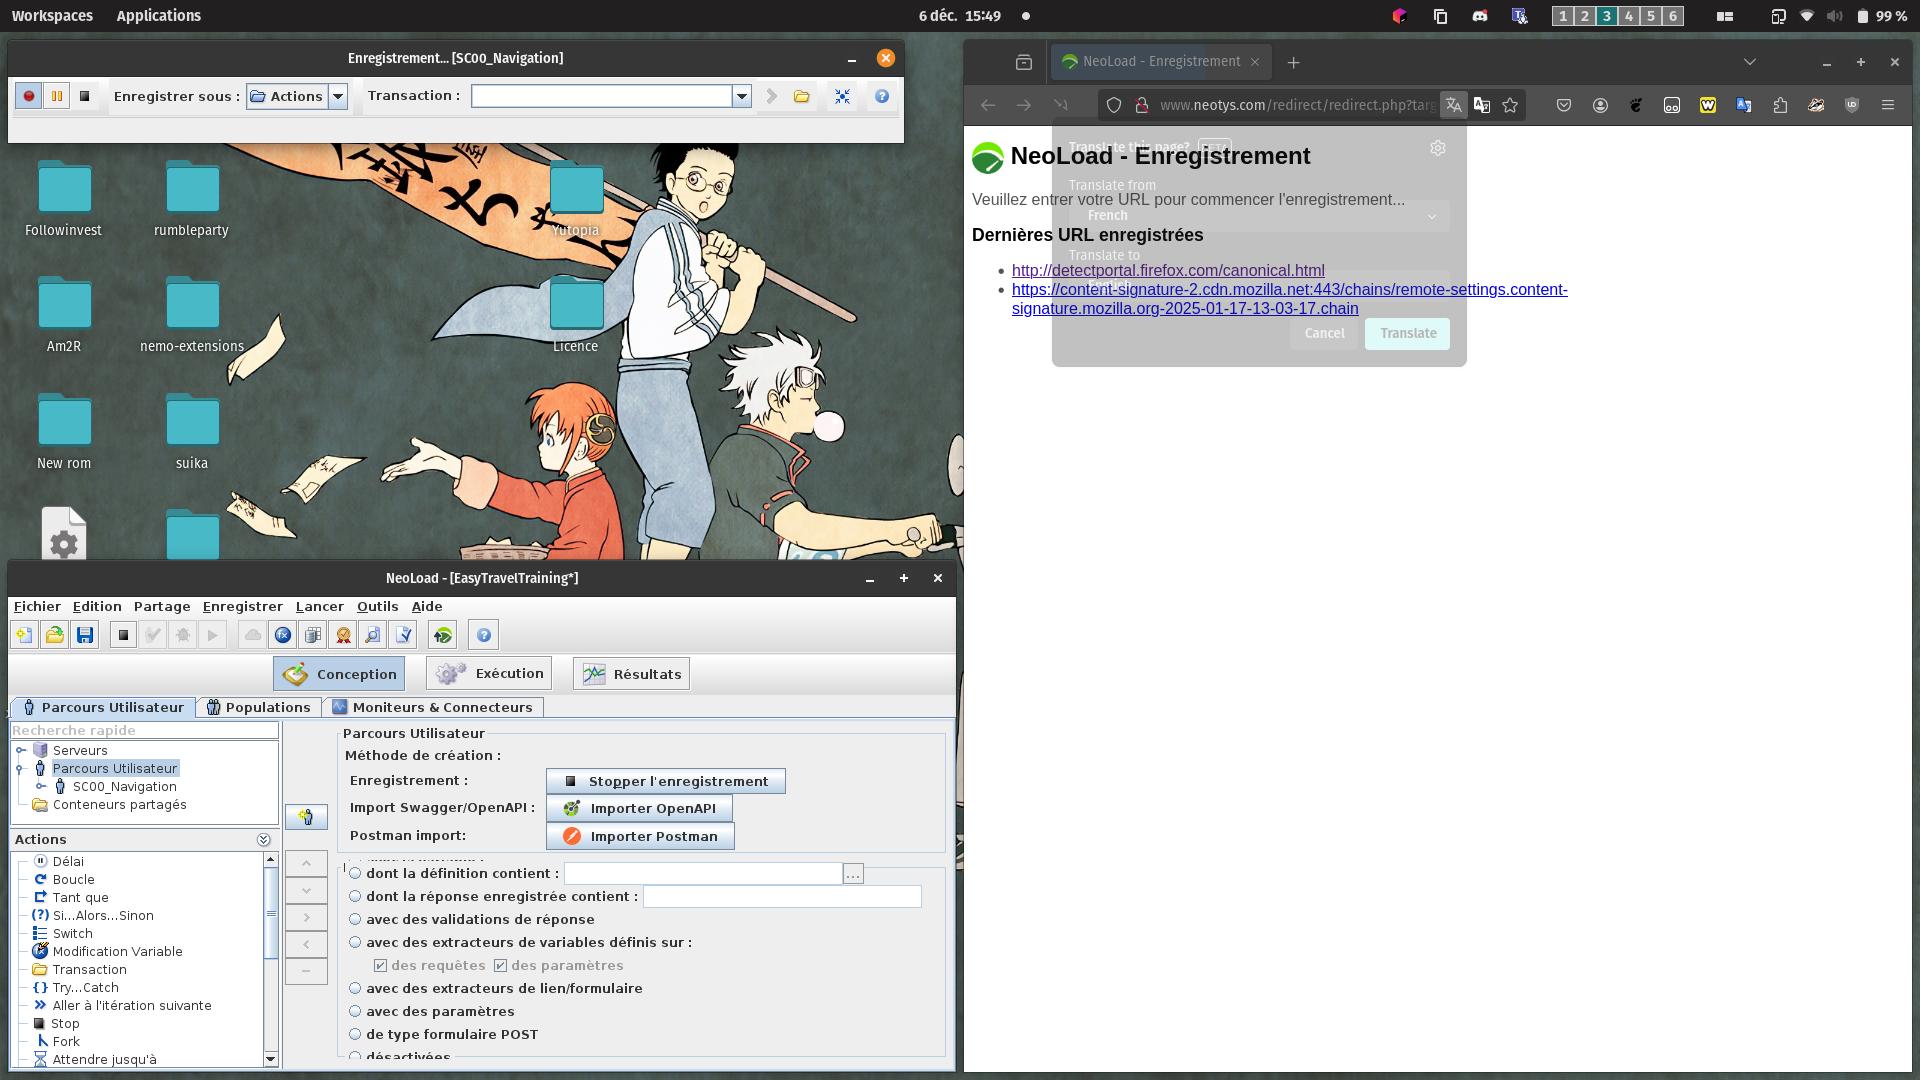 Workspaces Applications 6 déc. 15:49 1 2 3 4 5 6 99 %
Enregistrement... [SC00_Navigation]
Enregistrer sous : Actions Transaction :
Followinvest rumbleparty Yutopia
Am2R nemo-extensions Licence
New rom suika
NeoLoad - [EasyTravelTraining*]
Fichier Edition Partage Enregistrer Lancer Outils Aide
Conception Exécution Résultats
Parcours Utilisateur Populations Moniteurs & Connecteurs
Recherche rapide
Serveurs
Parcours Utilisateur
SC00_Navigation
Conteneurs partagés
Actions
Délai
Boucle
Tant que
Si...Alors...Sinon
Switch
Modification Variable
Transaction
Try...Catch
Aller à l'itération suivante
Stop
Fork
Attendre jusqu'à
Parcours Utilisateur
Méthode de création :
Enregistrement : Stopper l'enregistrement
Import Swagger/OpenAPI : Importer OpenAPI
Postman import: Importer Postman
dont la définition contient : ...
dont la réponse enregistrée contient :
avec des validations de réponse
avec des extracteurs de variables définis sur :
des requêtes des paramètres
avec des extracteurs de lien/formulaire
avec des paramètres
de type formulaire POST
désactivées
NeoLoad - Enregistrement
www.neotys.com/redirect/redirect.php?targ
NeoLoad - Enregistrement
Veuillez entrer votre URL pour commencer l'enregistrement...
Dernières URL enregistrées
http://detectportal.firefox.com/canonical.html
https://content-signature-2.cdn.mozilla.net:443/chains/remote-settings.content-
signature.mozilla.org-2025-01-17-13-03-17.chain
Translate this page? BETA
Translate from
French
Translate to
Cancel Translate